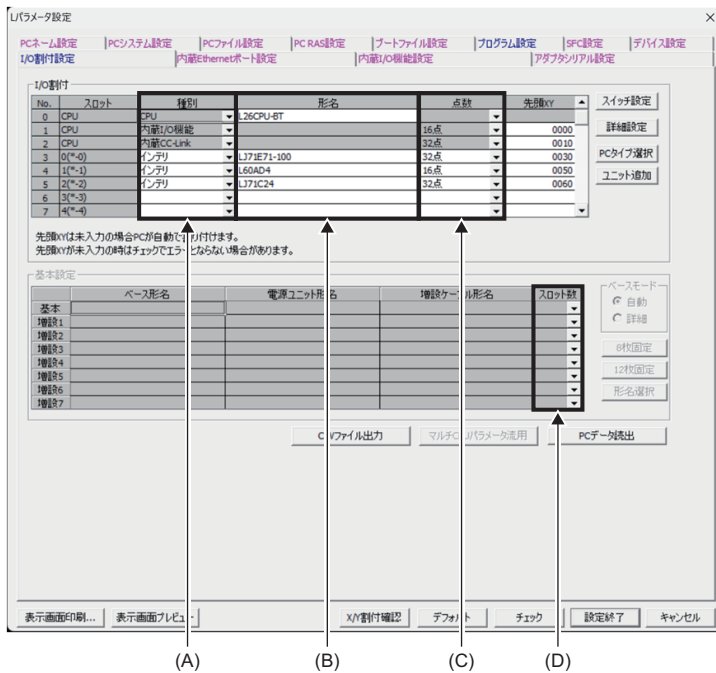 Lパラメータ設定
PCネーム設定 PCシステム設定 PCファイル設定 PC RAS設定 ブートファイル設定 プログラム設定 SFC設定 デバイス設定
I/O割付設定 内蔵Ethernetポート設定 内蔵I/O機能設定 アダプタシリアル設定
I/O割付
No. スロット 種別 形名 点数 先頭XY
0 CPU CPU L26CPU-BT
1 CPU 内蔵I/O機能 16点 0000
2 CPU 内蔵CC-Link 32点 0010
3 0(*-0) インテリ LJ71E71-100 32点 0030
4 1(*-1) インテリ L60AD4 16点 0050
5 2(*-2) インテリ LJ71C24 32点 0060
6 3(*-3)
7 4(*-4)
スイッチ設定
詳細設定
PCタイプ選択
ユニット追加
先頭XYは未入力の場合PCが自動で割り付けます。
先頭XYが未入力の時はチェックでエラーとならない場合があります。
基本設定
ベース形名 電源ユニット形名 増設ケーブル形名 スロット数
基本
増設1
増設2
増設3
増設4
増設5
増設6
増設7
ベースモード
自動
詳細
8枚固定
12枚固定
形名選択
CSVファイル出力 マルチCPUパラメータ流用 PCデータ読出
表示画面印刷... 表示画面プレビュー X/Y割付確認 デフォルト チェック 設定終了 キャンセル
(A) (B) (C) (D)